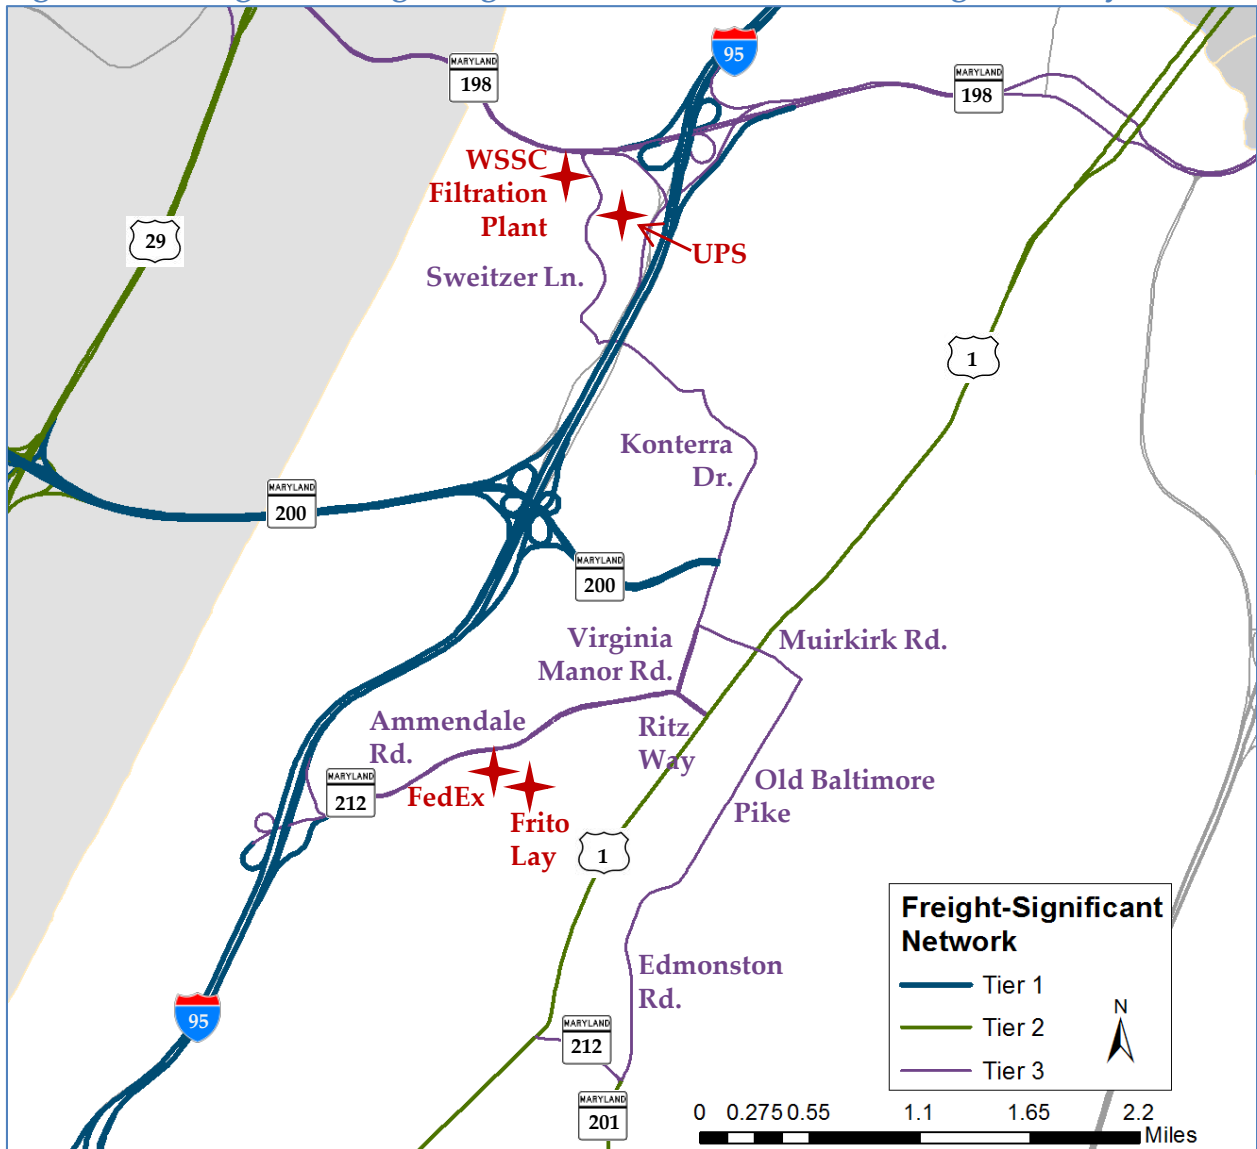 95
MARYLAND
198
MARYLAND
198
WSSC
Filtration
Plant
29
UPS
Sweitzer Ln.
1
Konterra
Dr.
MARYLAND
200
MARYLAND
200
Virginia
Manor Rd.
Muirkirk Rd.
Ammendale
Rd.
Ritz
Way
MARYLAND
212
FedEx
Old Baltimore
Pike
Frito
Lay
1
Freight-Significant
Network
Tier 1
Tier 2
Tier 3
N
Edmonston
Rd.
95
MARYLAND
212
MARYLAND
201
0 0.275 0.55 1.1 1.65 2.2
Miles